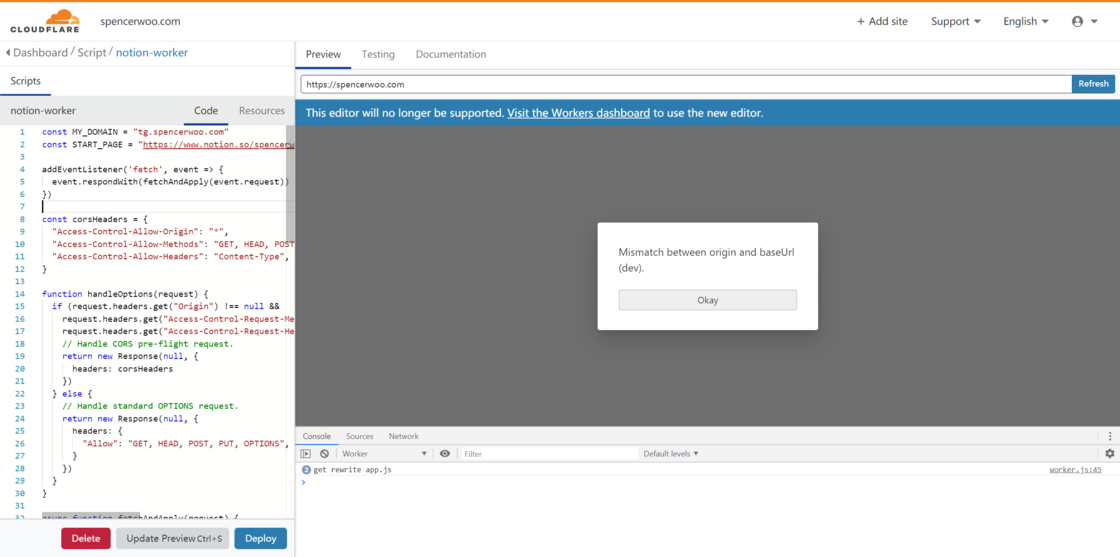 CLOUDFLARE
spencerwoo.com
+ Add site
Support
English
Dashboard / Script / notion-worker
Scripts
notion-worker
Code
Resources
1 const MY_DOMAIN = "tg.spencerwoo.com"
2 const START_PAGE = "https://www.notion.so/spencerw
3
4 addEventListener('fetch', event => {
5 event.respondWith(fetchAndApply(event.request))
6 })
7
8 const corsHeaders = {
9 "Access-Control-Allow-Origin": "*",
10 "Access-Control-Allow-Methods": "GET, HEAD, POST
11 "Access-Control-Allow-Headers": "Content-Type",
12 }
13
14 function handleOptions(request) {
15 if (request.headers.get("Origin") !== null &&
16 request.headers.get("Access-Control-Request-Me
17 request.headers.get("Access-Control-Request-He
18 // Handle CORS pre-flight request.
19 return new Response(null, {
20 headers: corsHeaders
21 })
22 } else {
23 // Handle standard OPTIONS request.
24 return new Response(null, {
25 headers: {
26 "Allow": "GET, HEAD, POST, PUT, OPTIONS",
27 }
28 })
29 }
30 }
31
32 async function fetchAndApply(request) {
Delete
Update Preview Ctrl+S
Deploy
Preview
Testing
Documentation
https://spencerwoo.com
Refresh
This editor will no longer be supported. Visit the Workers dashboard to use the new editor.
Mismatch between origin and baseUrl
(dev).
Okay
Console
Sources
Network
Worker
Filter
Default levels
2 get rewrite app.js
worker.js:45